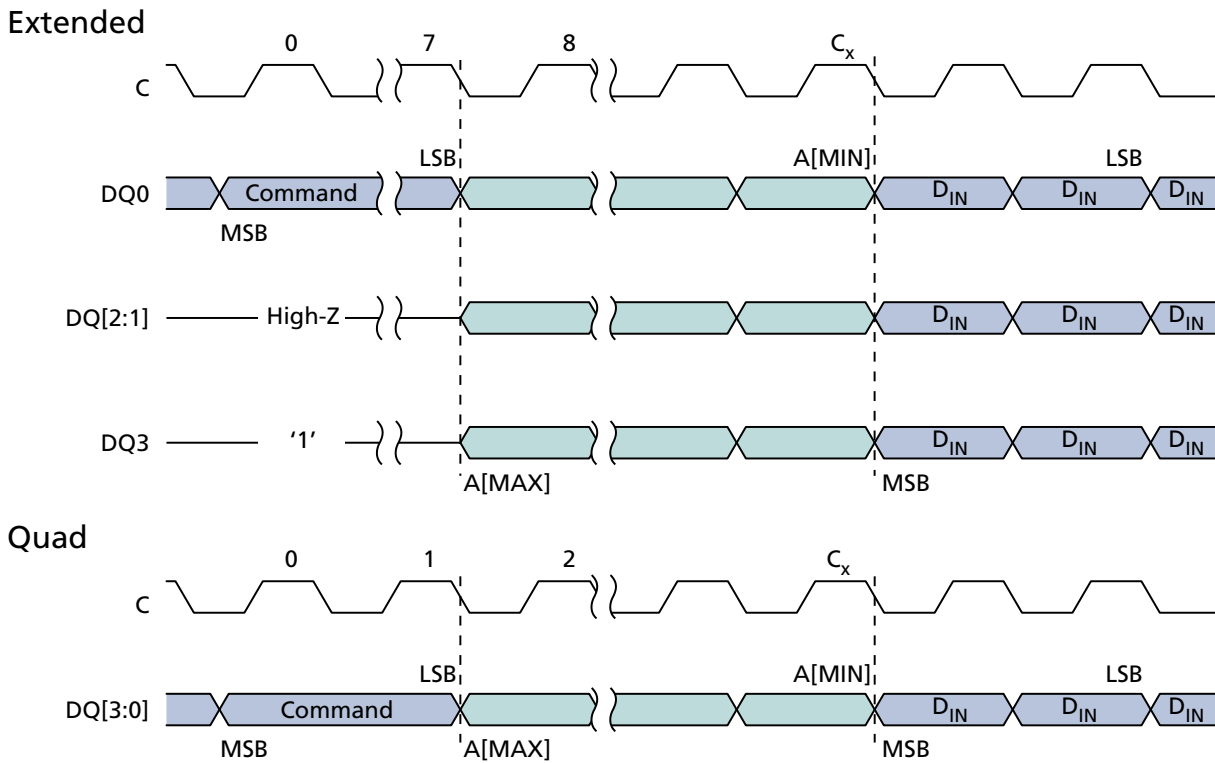 Extended
0 7 8 Cx
C
LSB A[MIN] LSB
DQ0 Command DIN DIN DIN
MSB
DQ[2:1] High-Z DIN DIN DIN
DQ3 ‘1’ DIN DIN DIN
A[MAX] MSB
Quad
0 1 2 Cx
C
LSB A[MIN] LSB
DQ[3:0] Command DIN DIN DIN
MSB A[MAX] MSB